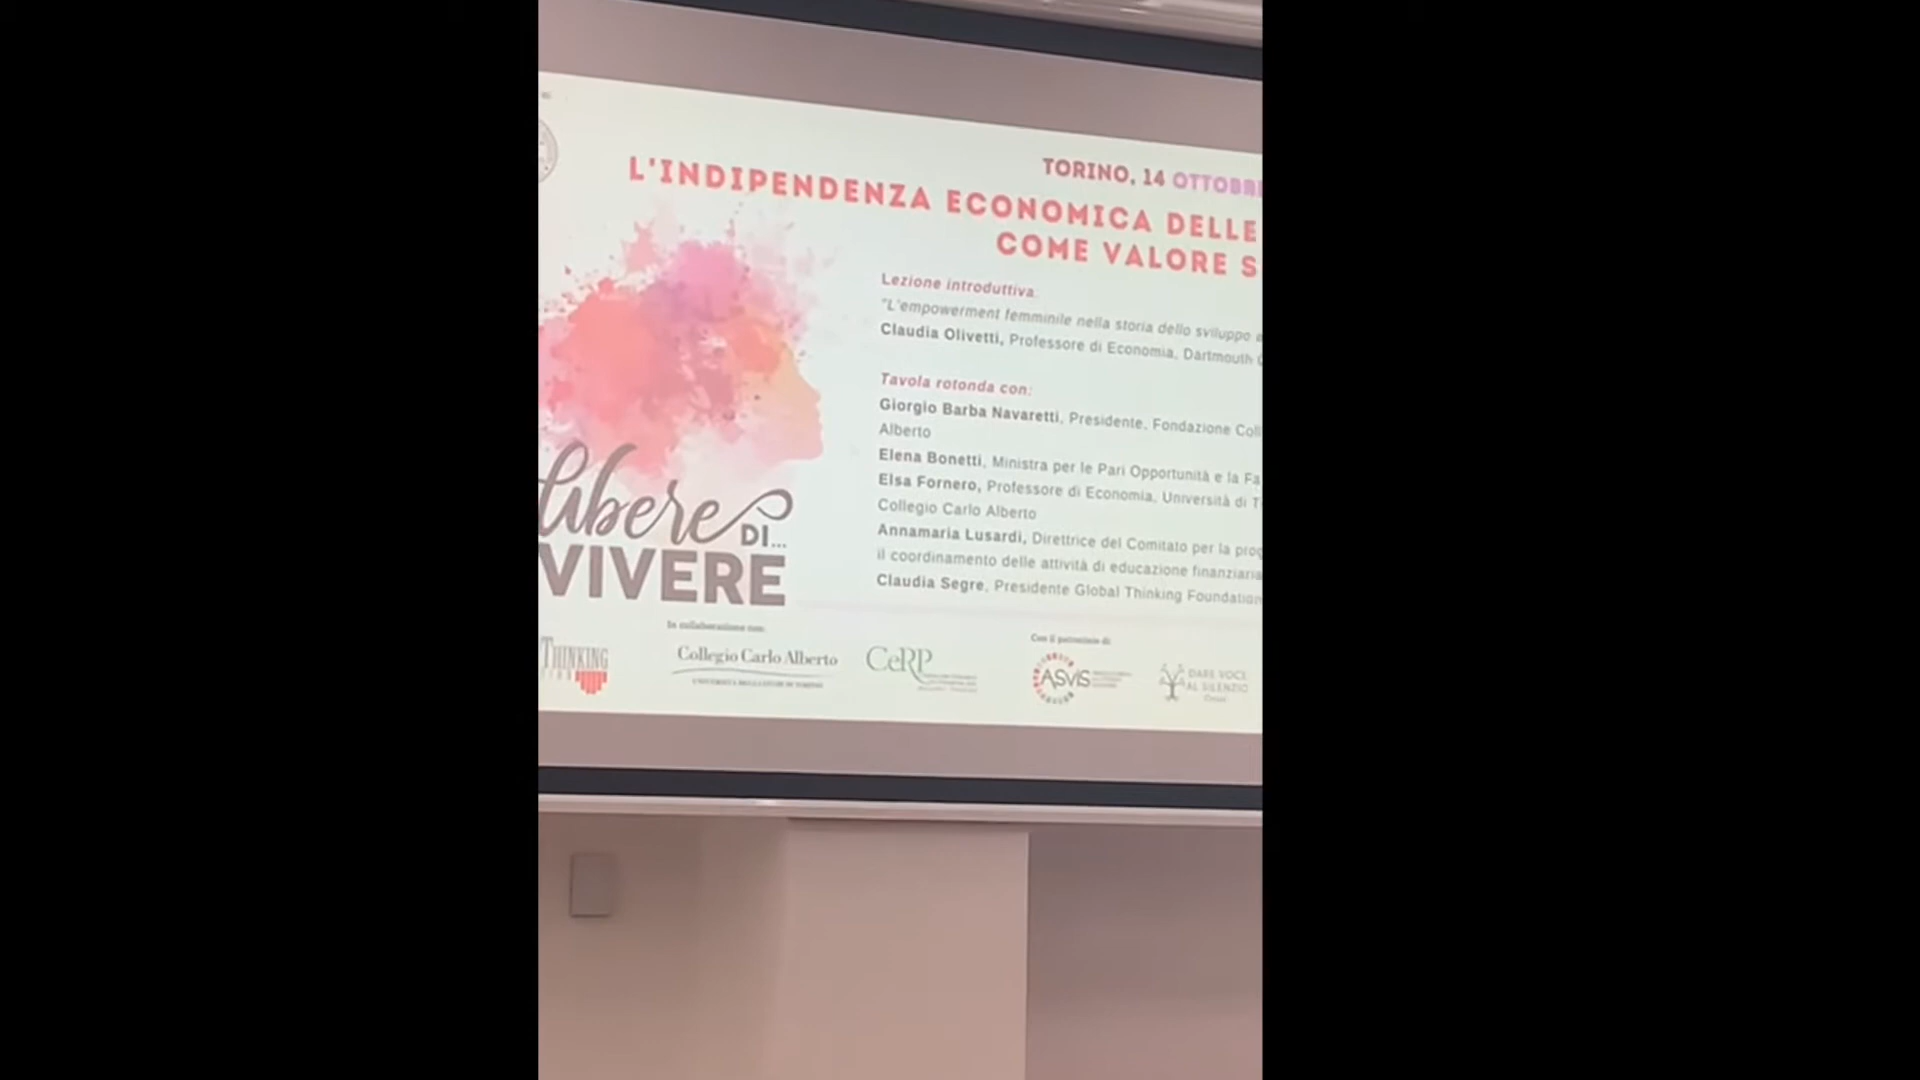 TORINO, 14 OTTOBRE
L'INDIPENDENZA ECONOMICA DELLE
COME VALORE S
Lezione introduttiva:
"L'empowerment femminile nella storia dello sviluppo
Claudia Olivetti, Professore di Economia, Dartmouth
Tavola rotonda con:
Giorgio Barba Navaretti, Presidente, Fondazione Coll
Alberto
Elena Bonetti, Ministra per le Pari Opportunità e la Fa
Elsa Fornero, Professore di Economia, Università di T
Collegio Carlo Alberto
Annamaria Lusardi, Direttrice del Comitato per la prog
il coordinamento delle attività di educazione finanziaria
Claudia Segre, Presidente Global Thinking Foundation
libere
DI...
VIVERE
In collaborazione con:
Con il patrocinio di:
THINKING
Collegio Carlo Alberto
CeRP
ASviS
DARE VOCE
AL SILENZIO